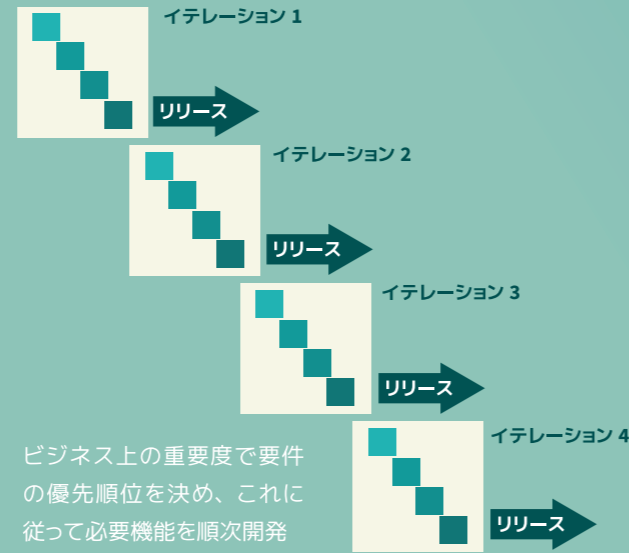 イテレーション 1
リリース
イテレーション 2
リリース
イテレーション 3
リリース
イテレーション 4
リリース
ビジネス上の重要度で要件
の優先順位を決め、これに
従って必要機能を順次開発